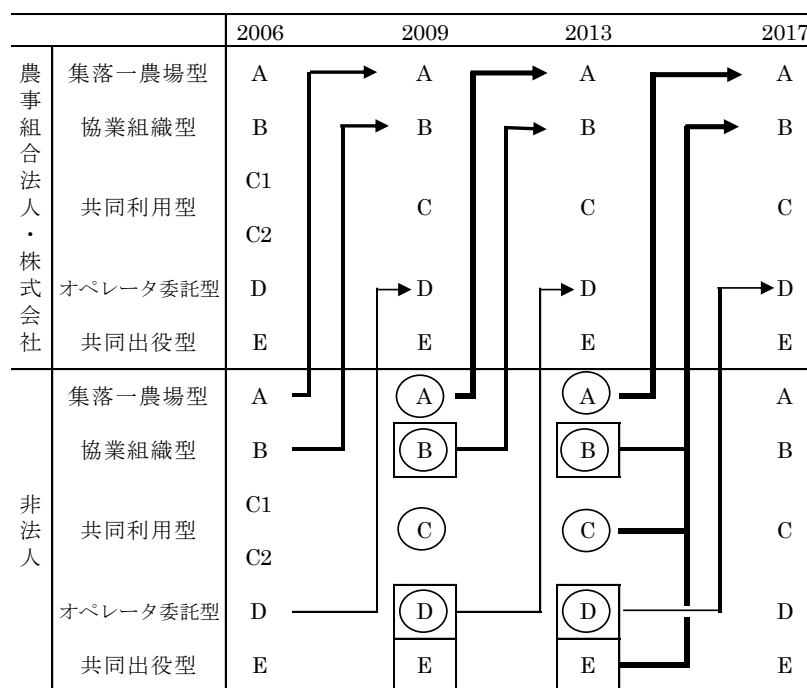 2006 2009 2013 2017
農事組合法人・株式会社
集落一農場型 A A A A
協業組織型 B B B B
C1
共同利用型 C C C
C2
オペレータ委託型 D D D D
共同出役型 E E E E
非法人
集落一農場型 A A A A
協業組織型 B B B B
C1
共同利用型 C C C
C2
オペレータ委託型 D D D D
共同出役型 E E E E